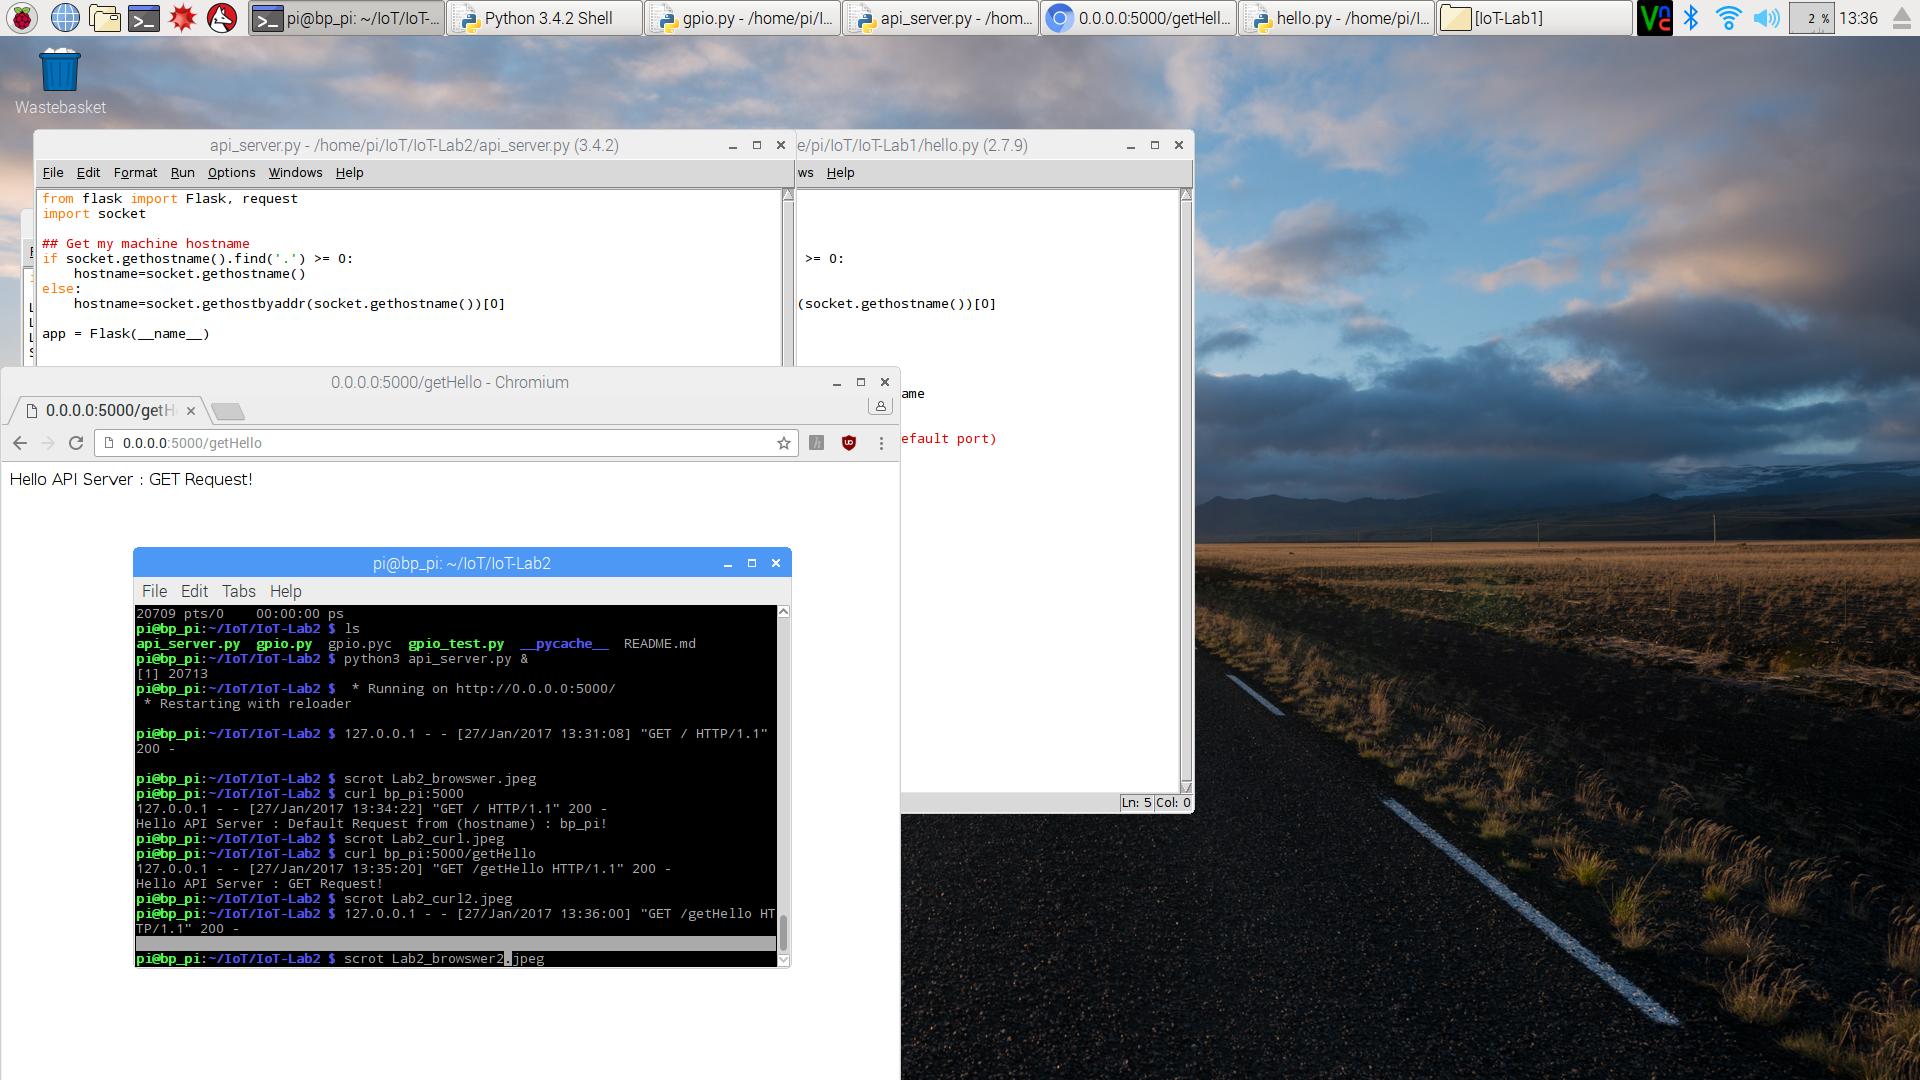 pi@bp_pi: ~/IoT/IoT-...
Python 3.4.2 Shell
gpio.py - /home/pi/I...
api_server.py - /hom...
0.0.0.0:5000/getHell...
hello.py - /home/pi/I...
[IoT-Lab1]
2 %
13:36
Wastebasket
api_server.py - /home/pi/IoT/IoT-Lab2/api_server.py (3.4.2)
File Edit Format Run Options Windows Help
from flask import Flask, request
import socket
## Get my machine hostname
if socket.gethostname().find('.') >= 0:
    hostname=socket.gethostname()
else:
    hostname=socket.gethostbyaddr(socket.gethostname())[0]
app = Flask(__name__)
e/pi/IoT/IoT-Lab1/hello.py (2.7.9)
ws Help
>= 0:
(socket.gethostname())[0]
ame
efault port)
Ln: 5 Col: 0
0.0.0.0:5000/getHello - Chromium
0.0.0.0:5000/getH
0.0.0.0:5000/getHello
Hello API Server : GET Request!
pi@bp_pi: ~/IoT/IoT-Lab2
File Edit Tabs Help
20709 pts/0    00:00:00 ps
pi@bp_pi:~/IoT/IoT-Lab2 $ ls
api_server.py  gpio.py  gpio.pyc  gpio_test.py  __pycache__  README.md
pi@bp_pi:~/IoT/IoT-Lab2 $ python3 api_server.py &
[1] 20713
pi@bp_pi:~/IoT/IoT-Lab2 $  * Running on http://0.0.0.0:5000/
 * Restarting with reloader
pi@bp_pi:~/IoT/IoT-Lab2 $ 127.0.0.1 - - [27/Jan/2017 13:31:08] "GET / HTTP/1.1"
200 -
pi@bp_pi:~/IoT/IoT-Lab2 $ scrot Lab2_browswer.jpeg
pi@bp_pi:~/IoT/IoT-Lab2 $ curl bp_pi:5000
127.0.0.1 - - [27/Jan/2017 13:34:22] "GET / HTTP/1.1" 200 -
Hello API Server : Default Request from (hostname) : bp_pi!
pi@bp_pi:~/IoT/IoT-Lab2 $ scrot Lab2_curl.jpeg
pi@bp_pi:~/IoT/IoT-Lab2 $ curl bp_pi:5000/getHello
127.0.0.1 - - [27/Jan/2017 13:35:20] "GET /getHello HTTP/1.1" 200 -
Hello API Server : GET Request!
pi@bp_pi:~/IoT/IoT-Lab2 $ scrot Lab2_curl2.jpeg
pi@bp_pi:~/IoT/IoT-Lab2 $ 127.0.0.1 - - [27/Jan/2017 13:36:00] "GET /getHello HT
TP/1.1" 200 -
pi@bp_pi:~/IoT/IoT-Lab2 $ scrot Lab2_browswer2.jpeg